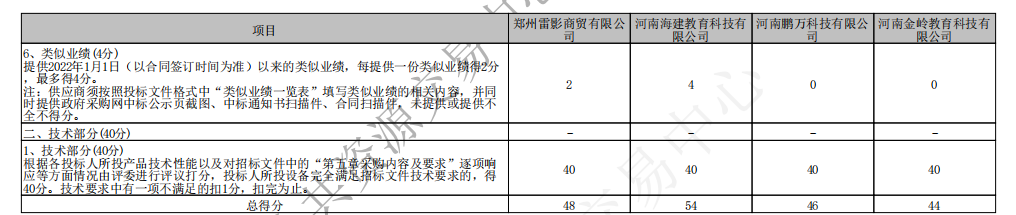 项目 郑州雷影商贸有限公 河南海建教育科技有 河南鹏万科技有限公 河南金岭教育科技有
司 限公司 司 限公司
6、类似业绩(4分)
提供2022年1月1日（以合同签订时间为准）以来的类似业绩，每提供一份类似业绩得2分
，最多得4分。
注：供应商须按照投标文件格式中“类似业绩一览表”填写类似业绩的相关内容，并同
时提供政府采购网中标公示页截图、中标通知书扫描件、合同扫描件，未提供或提供不
全不得分。
2 4 0 0
二、技术部分(40分) － － － －
1、技术部分(40分)
根据各投标人所投产品技术性能以及对招标文件中的“第五章采购内容及要求”逐项响
应等方面情况由评委进行评议打分，投标人所投设备完全满足招标文件技术要求的，得
40分。技术要求中有一项不满足的扣1分，扣完为止。
40 40 40 40
总得分 48 54 46 44
共资源交易
交易中心